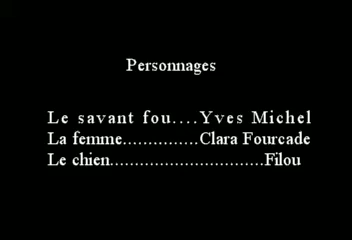 Personnages
Le savant fou....Yves Michel
La femme...............Clara Fourcade
Le chien...............................Filou